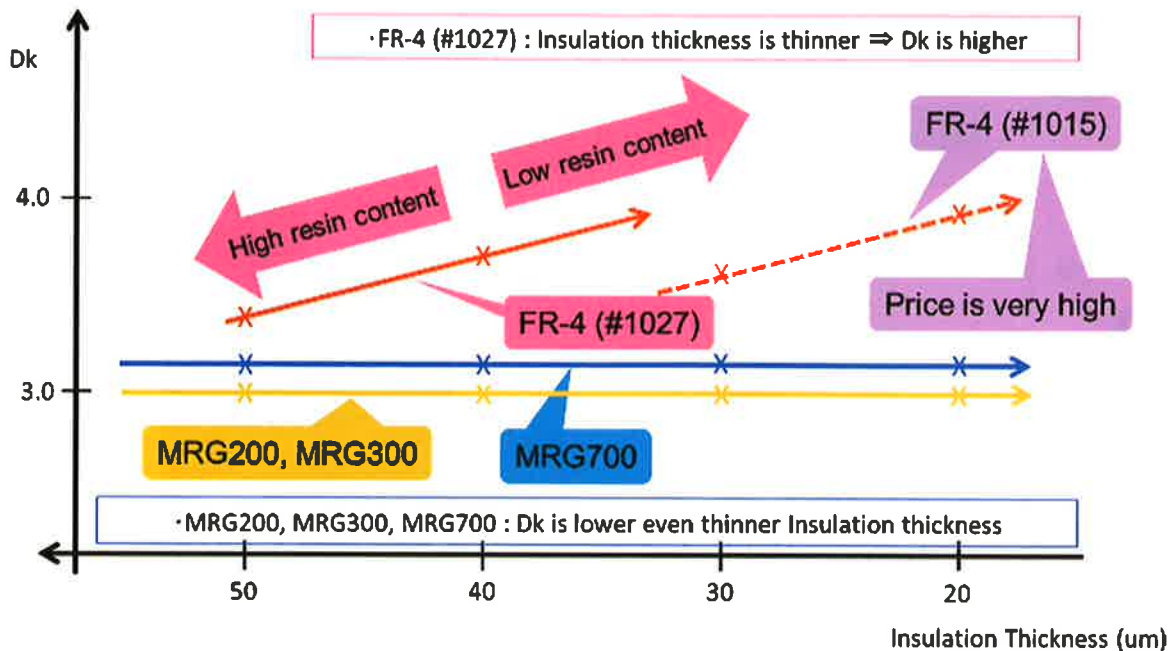 ·FR-4 (#1027) : Insulation thickness is thinner ⇒ Dk is higher
Dk
Low resin content
FR-4 (#1015)
4.0
High resin content
Price is very high
FR-4 (#1027)
3.0
MRG200, MRG300
MRG700
·MRG200, MRG300, MRG700 : Dk is lower even thinner Insulation thickness
50
40
30
20
Insulation Thickness (um)